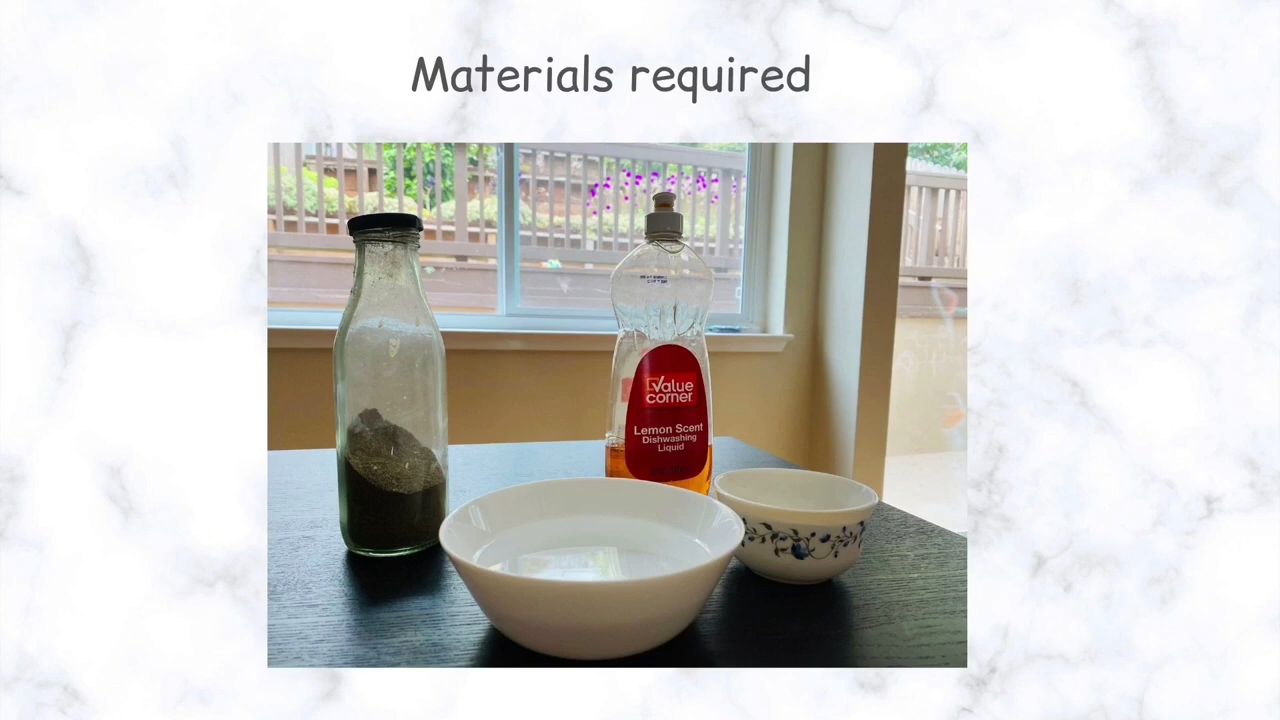 Materials required
Value
corner
Lemon Scent
Dishwashing
Liquid